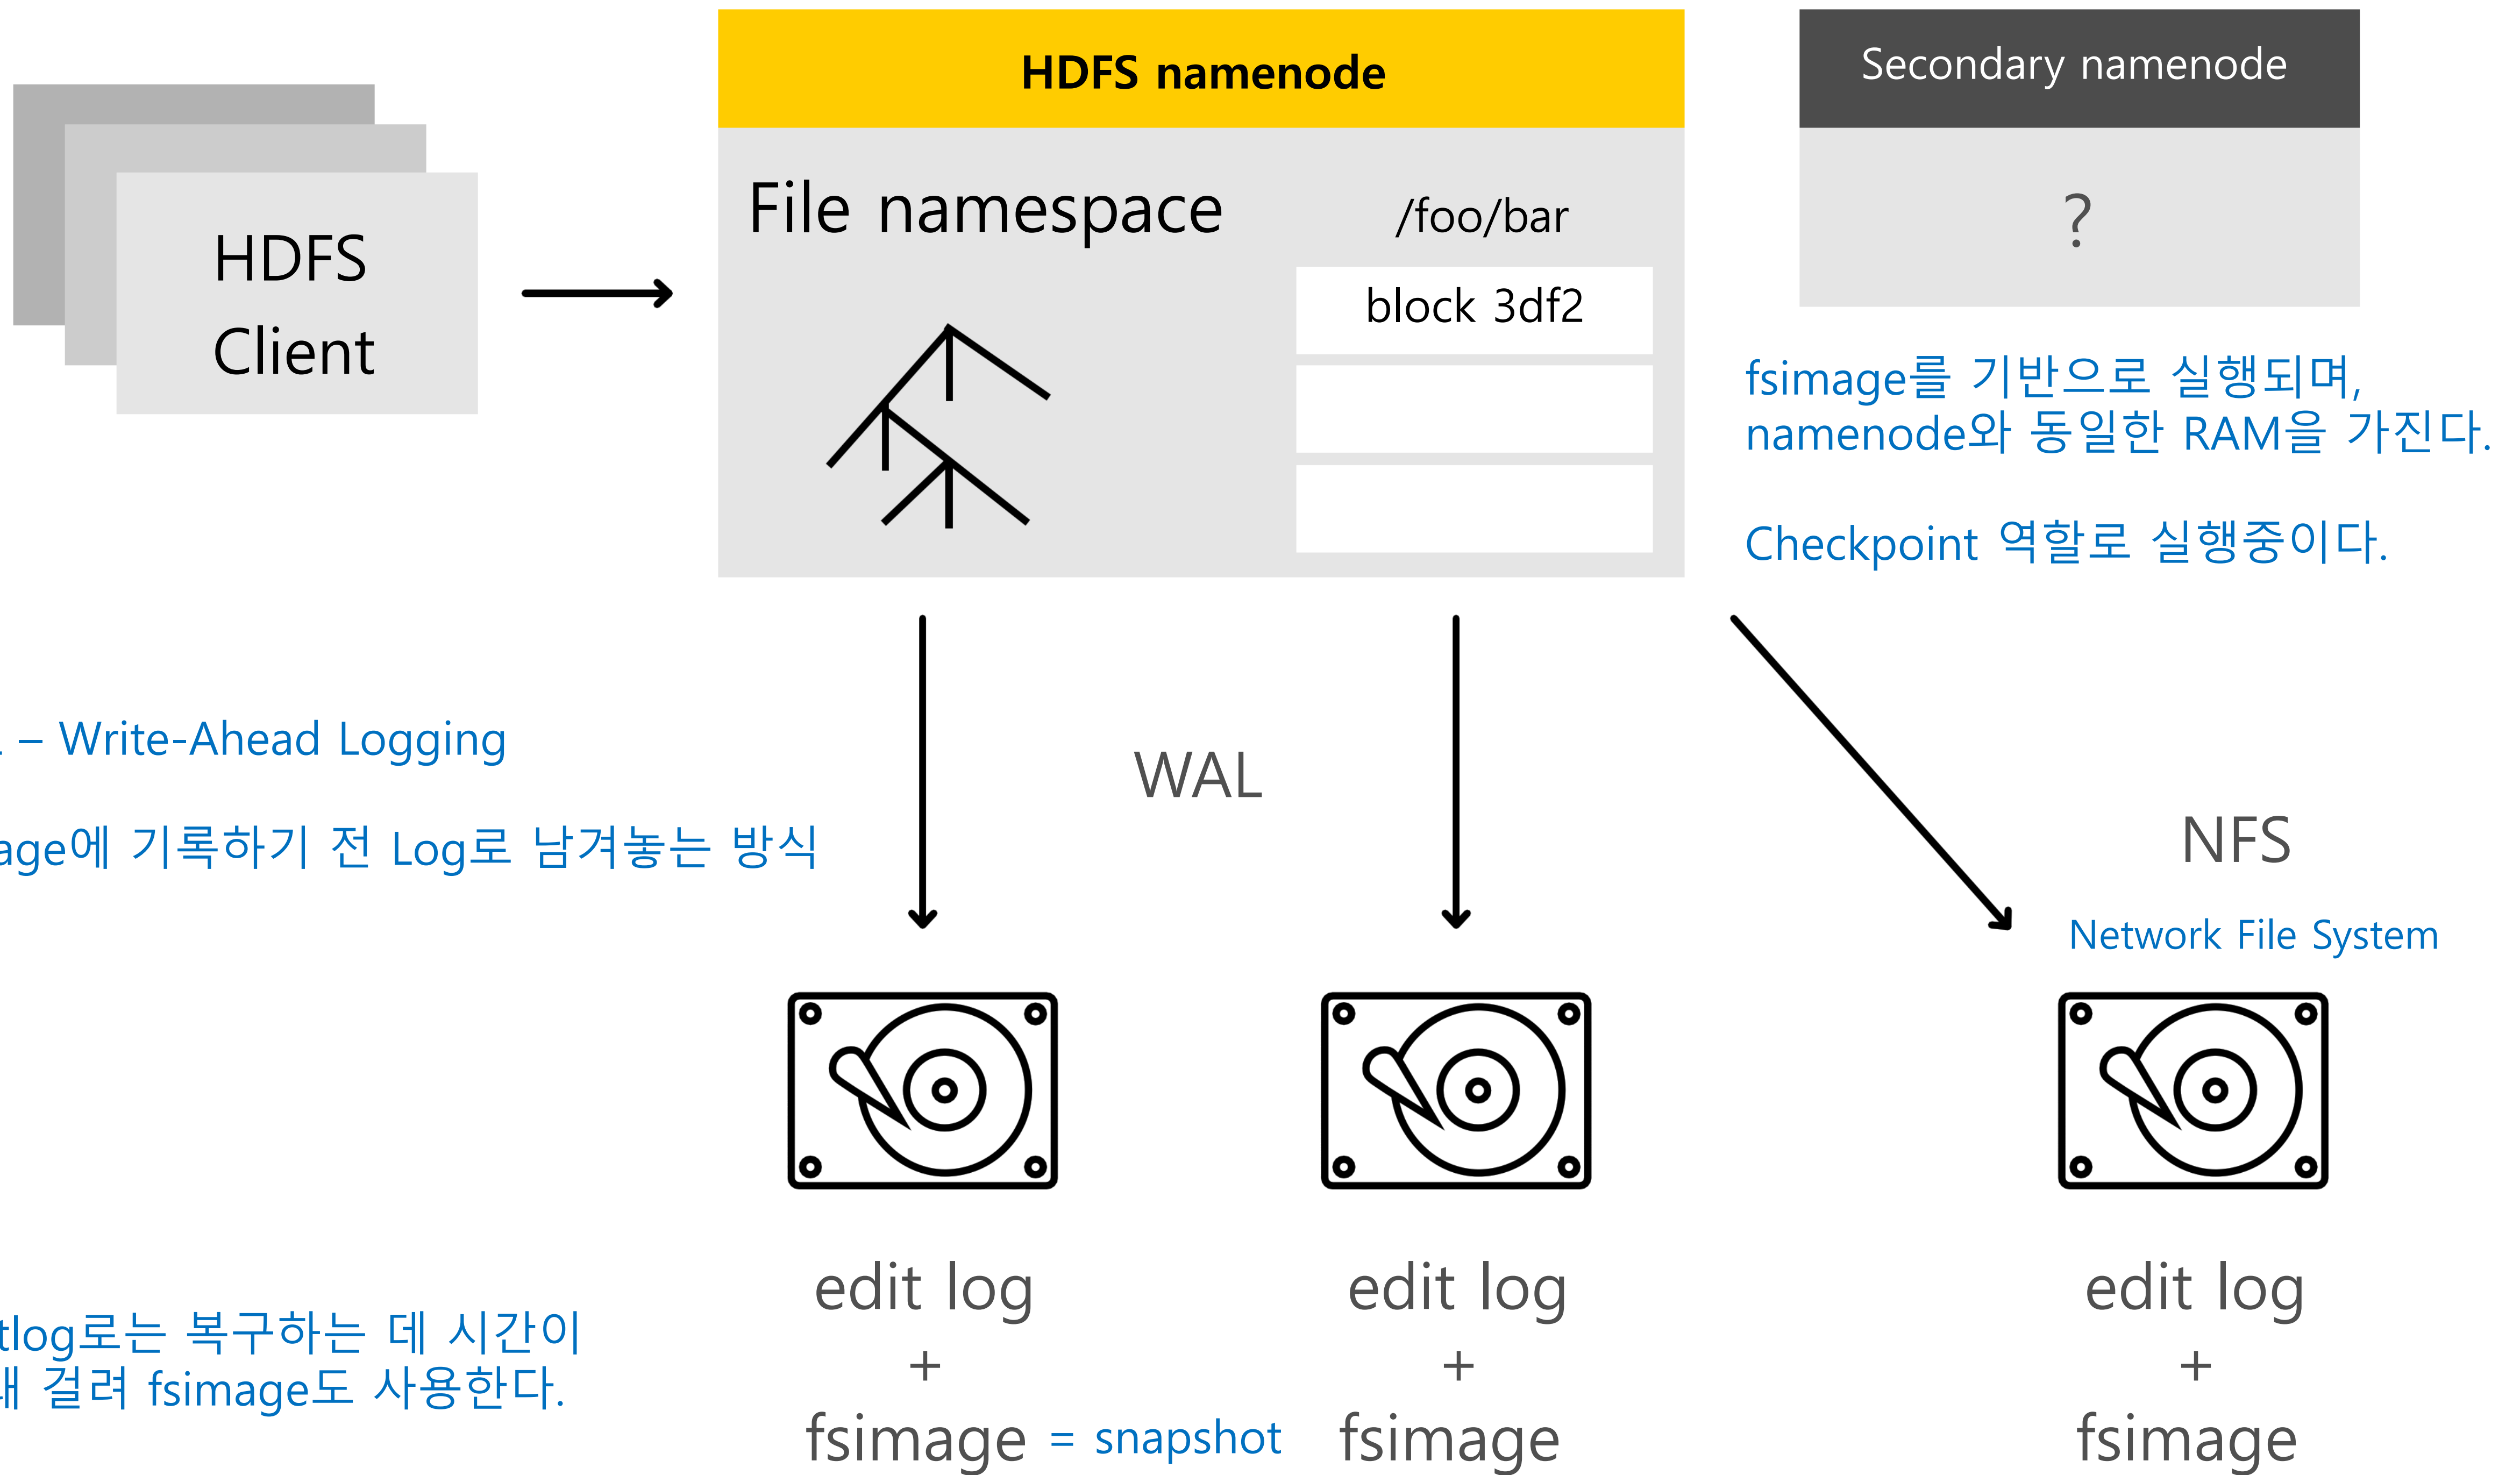 HDFS namenode
Secondary namenode
HDFS
Client
File namespace
/foo/bar
block 3df2
?
fsimage를 기반으로 실행되며,
namenode와 동일한 RAM을 가진다.
Checkpoint 역할로 실행중이다.
– Write-Ahead Logging
WAL
age에 기록하기 전 Log로 남겨놓는 방식
NFS
Network File System
tlog로는 복구하는 데 시간이
걸려 fsimage도 사용한다.
edit log
+
fsimage = snapshot
edit log
+
fsimage
edit log
+
fsimage